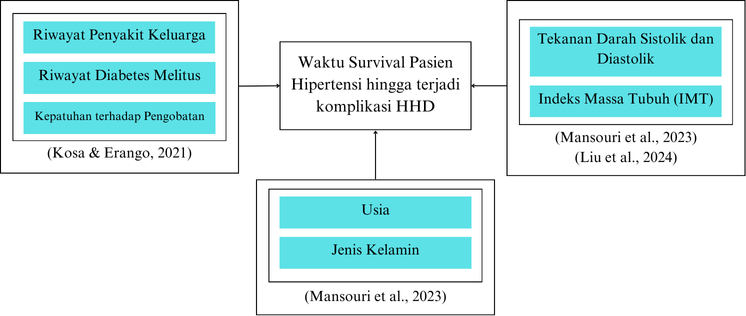 Riwayat Penyakit Keluarga
Riwayat Diabetes Melitus
Kepatuhan terhadap Pengobatan
(Kosa & Erango, 2021)
Waktu Survival Pasien
Hipertensi hingga terjadi
komplikasi HHD
Tekanan Darah Sistolik dan
Diastolik
Indeks Massa Tubuh (IMT)
(Mansouri et al., 2023)
(Liu et al., 2024)
Usia
Jenis Kelamin
(Mansouri et al., 2023)